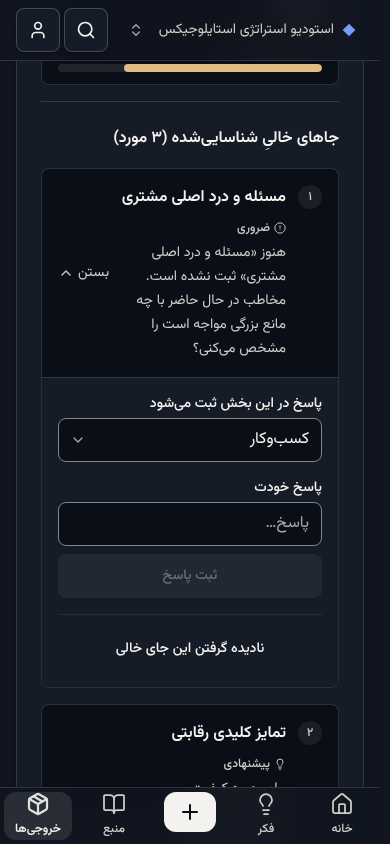 استودیو استراتژی استایلوجیکس
جاهای خالیِ شناسایی‌شده (۳ مورد)
۱
مسئله و درد اصلی مشتری
ضروری
هنوز «مسئله و درد اصلی
مشتری» ثبت نشده است.
مخاطب در حال حاضر با چه
مانع بزرگی مواجه است را
مشخص می‌کنی؟
بستن
پاسخ در این بخش ثبت می‌شود
کسب‌وکار
پاسخ خودت
پاسخ...
ثبت پاسخ
نادیده گرفتن این جای خالی
۲
تمایز کلیدی رقابتی
پیشنهادی
خانه
فکر
منبع
خروجی‌ها